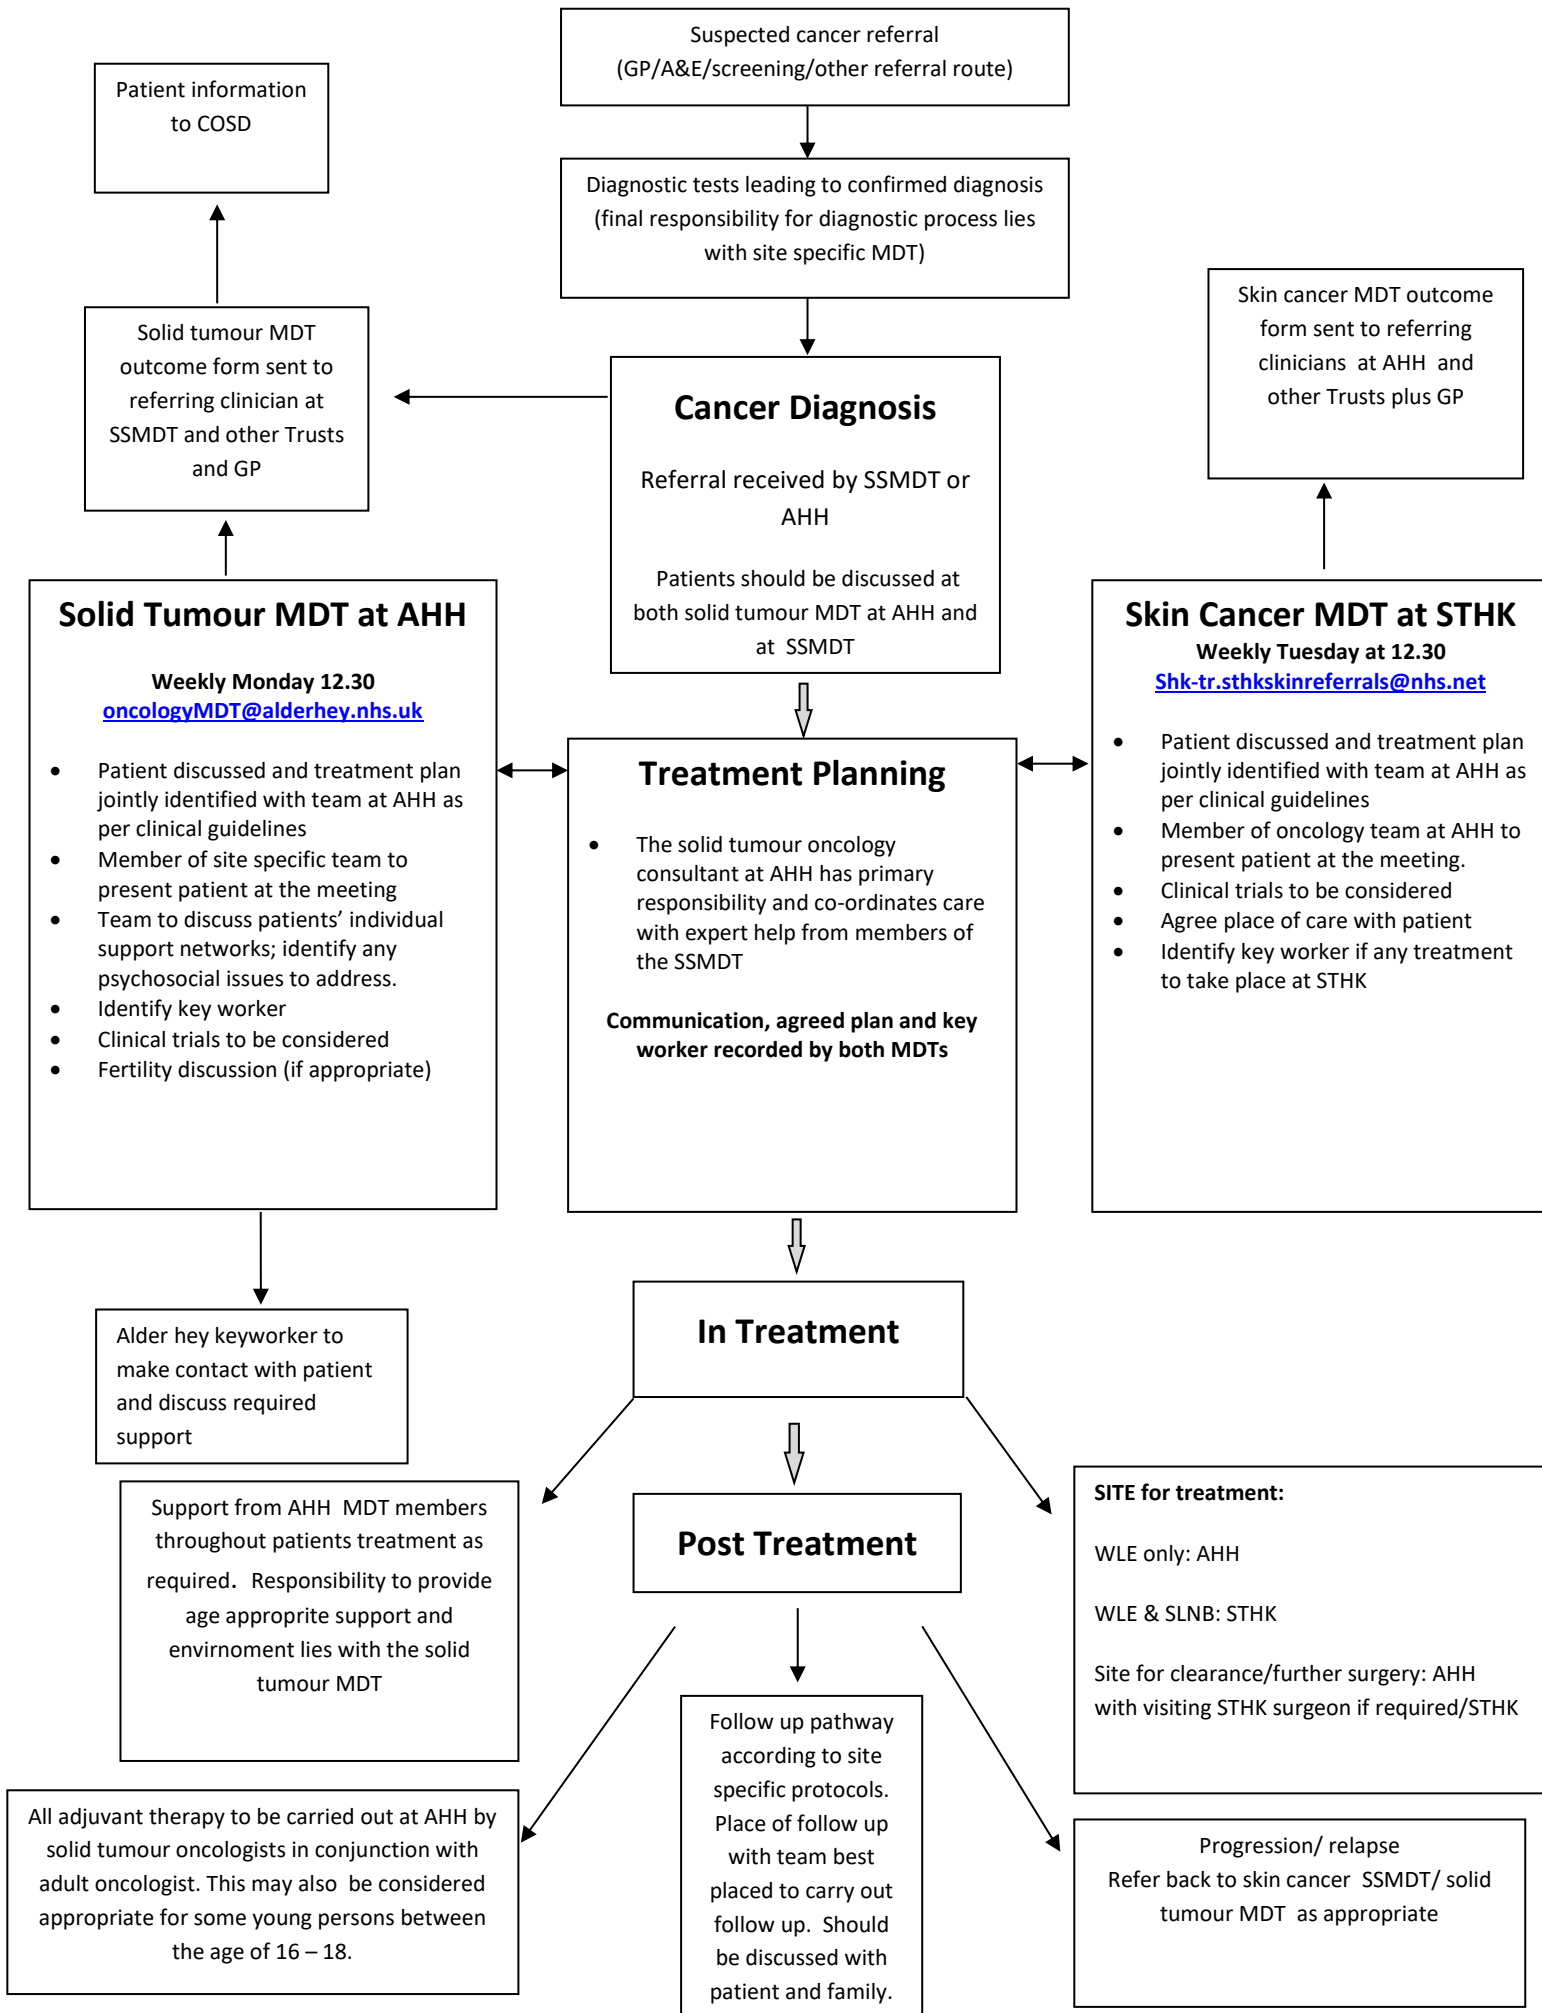 Suspected cancer referral
(GP/A&E/screening/other referral route)
Patient information
to COSD
Diagnostic tests leading to confirmed diagnosis
(final responsibility for diagnostic process lies
with site specific MDT)
Solid tumour MDT
outcome form sent to
referring clinician at
SSMDT and other Trusts
and GP
Cancer Diagnosis
Referral received by SSMDT or
AHH
Patients should be discussed at
both solid tumour MDT at AHH and
at SSMDT
Skin cancer MDT outcome
form sent to referring
clinicians at AHH and
other Trusts plus GP
Solid Tumour MDT at AHH
Weekly Monday 12.30
oncologyMDT@alderhey.nhs.uk
• Patient discussed and treatment plan
jointly identified with team at AHH as
per clinical guidelines
• Member of site specific team to
present patient at the meeting
• Team to discuss patients’ individual
support networks; identify any
psychosocial issues to address.
• Identify key worker
• Clinical trials to be considered
• Fertility discussion (if appropriate)
Treatment Planning
• The solid tumour oncology
consultant at AHH has primary
responsibility and co-ordinates care
with expert help from members of
the SSMDT
Communication, agreed plan and key
worker recorded by both MDTs
Skin Cancer MDT at STHK
Weekly Tuesday at 12.30
Shk-tr.sthkskinreferrals@nhs.net
• Patient discussed and treatment plan
jointly identified with team at AHH as
per clinical guidelines
• Member of oncology team at AHH to
present patient at the meeting.
• Clinical trials to be considered
• Agree place of care with patient
• Identify key worker if any treatment
to take place at STHK
In Treatment
Alder hey keyworker to
make contact with patient
and discuss required
support
Support from AHH MDT members
throughout patients treatment as
required. Responsibility to provide
age approprite support and
envirnoment lies with the solid
tumour MDT
Post Treatment
SITE for treatment:
WLE only: AHH
WLE & SLNB: STHK
Site for clearance/further surgery: AHH
with visiting STHK surgeon if required/STHK
All adjuvant therapy to be carried out at AHH by
solid tumour oncologists in conjunction with
adult oncologist. This may also be considered
appropriate for some young persons between
the age of 16 – 18.
Follow up pathway
according to site
specific protocols.
Place of follow up
with team best
placed to carry out
follow up. Should
be discussed with
patient and family.
Progression/ relapse
Refer back to skin cancer SSMDT/ solid
tumour MDT as appropriate